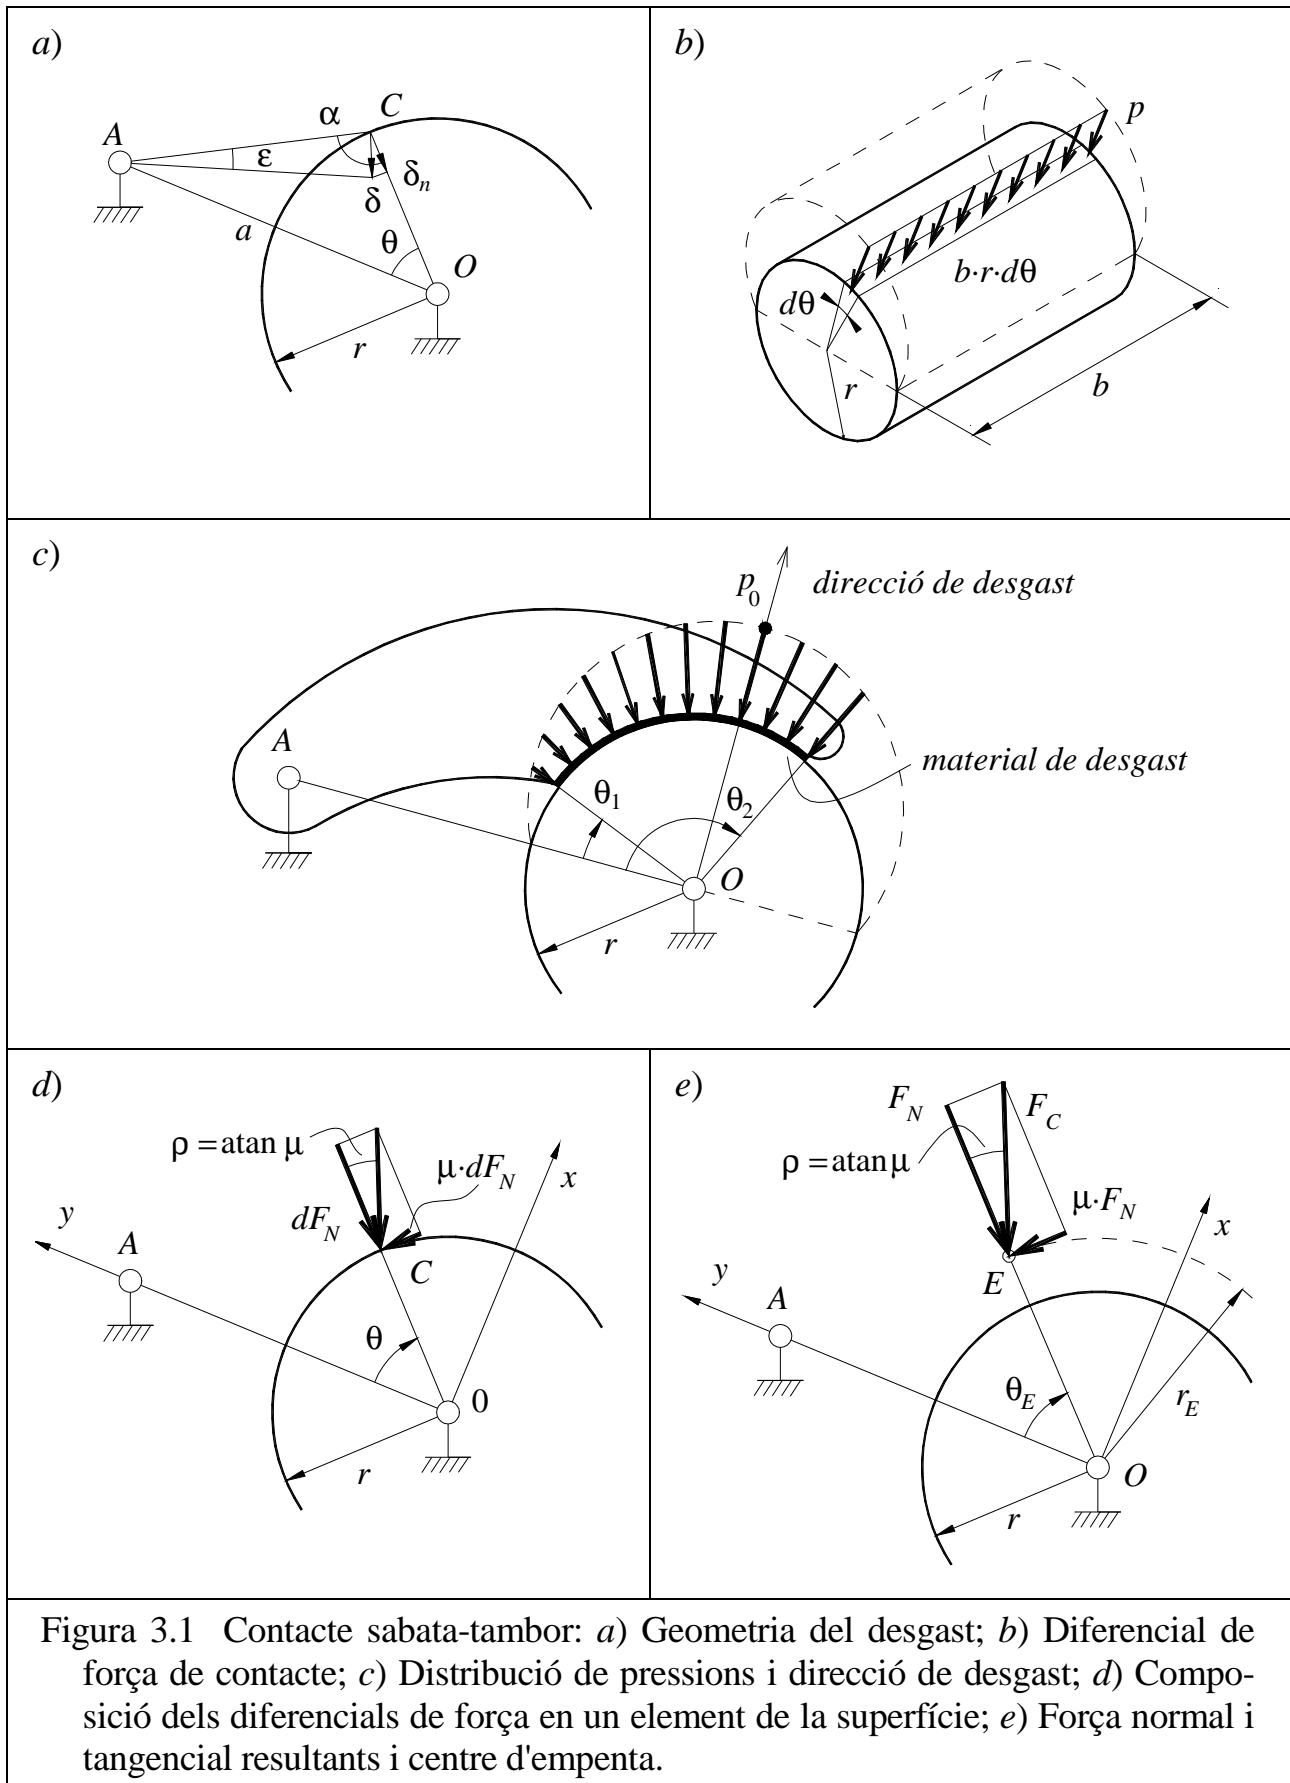 a)
A
α
C
ε
δ
δn
a
θ
O
r
b)
p
b·r·dθ
dθ
r
b
c)
p0
direcció de desgast
A
material de desgast
θ1
θ2
O
r
d)
ρ = atan μ
μ·dFN
x
dFN
y
A
C
θ
0
r
e)
FN
FC
ρ = atan μ
μ·FN
x
E
y
A
θE
rE
O
r
Figura 3.1 Contacte sabata-tambor: a) Geometria del desgast; b) Diferencial de
força de contacte; c) Distribució de pressions i direcció de desgast; d) Compo-
sició dels diferencials de força en un element de la superfície; e) Força normal i
tangencial resultants i centre d'empenta.